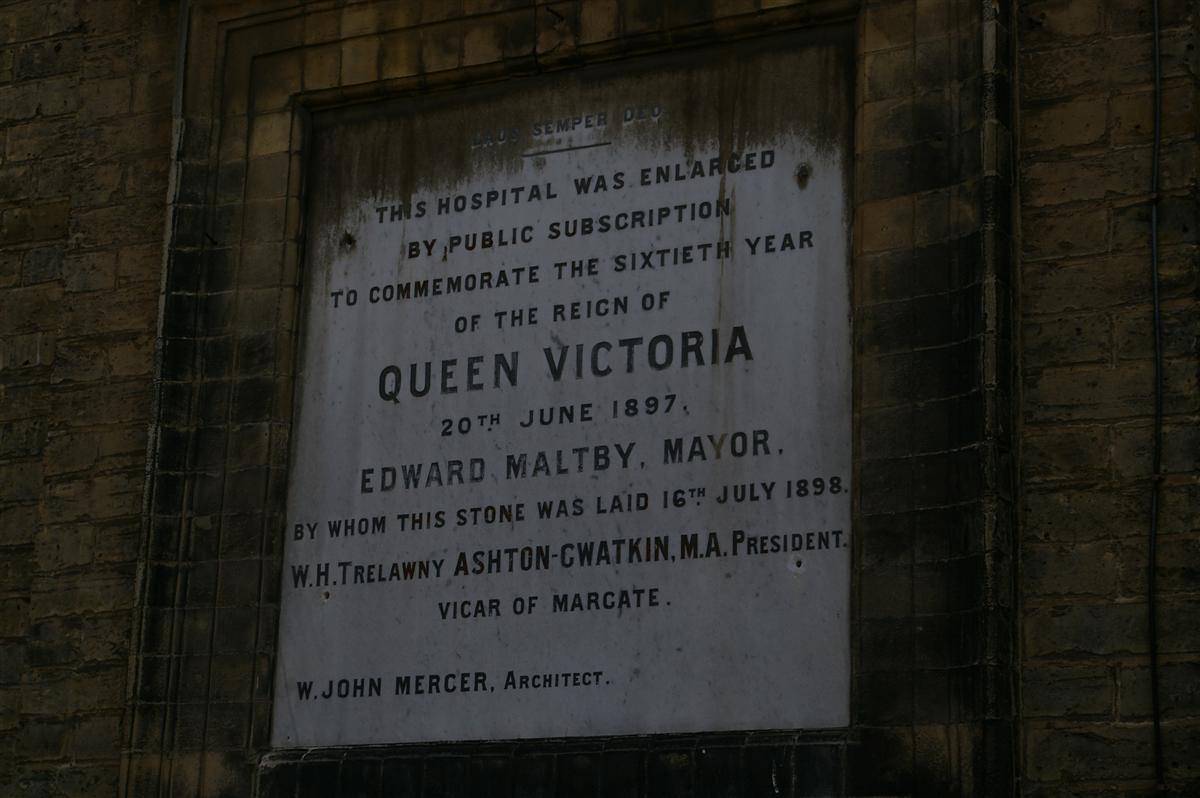 LAUS SEMPER DEO
THIS HOSPITAL WAS ENLARGED
BY PUBLIC SUBSCRIPTION
TO COMMEMORATE THE SIXTIETH YEAR
OF THE REIGN OF
QUEEN VICTORIA
20TH JUNE 1897.
EDWARD MALTBY, MAYOR.
BY WHOM THIS STONE WAS LAID 16TH JULY 1898.
W.H. TRELAWNY ASHTON-GWATKIN, M.A. PRESIDENT.
VICAR OF MARGATE.
W. JOHN MERCER, ARCHITECT.